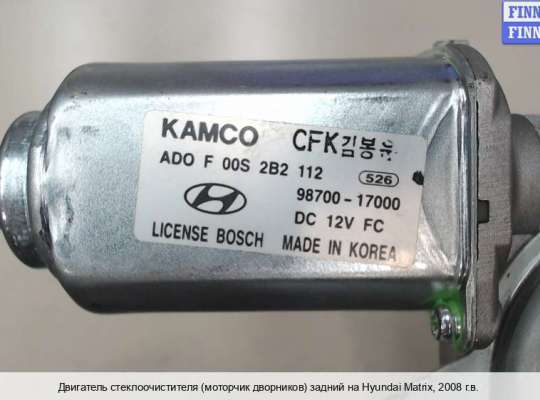 FINN
FINN
KAMCO CFK김봉유
ADO F 00S 2B2 112 526
98700-17000
DC 12V FC
LICENSE BOSCH MADE IN KOREA
Двигатель стеклоочистителя (моторчик дворников) задний на Hyundai Matrix, 2008 г.в.